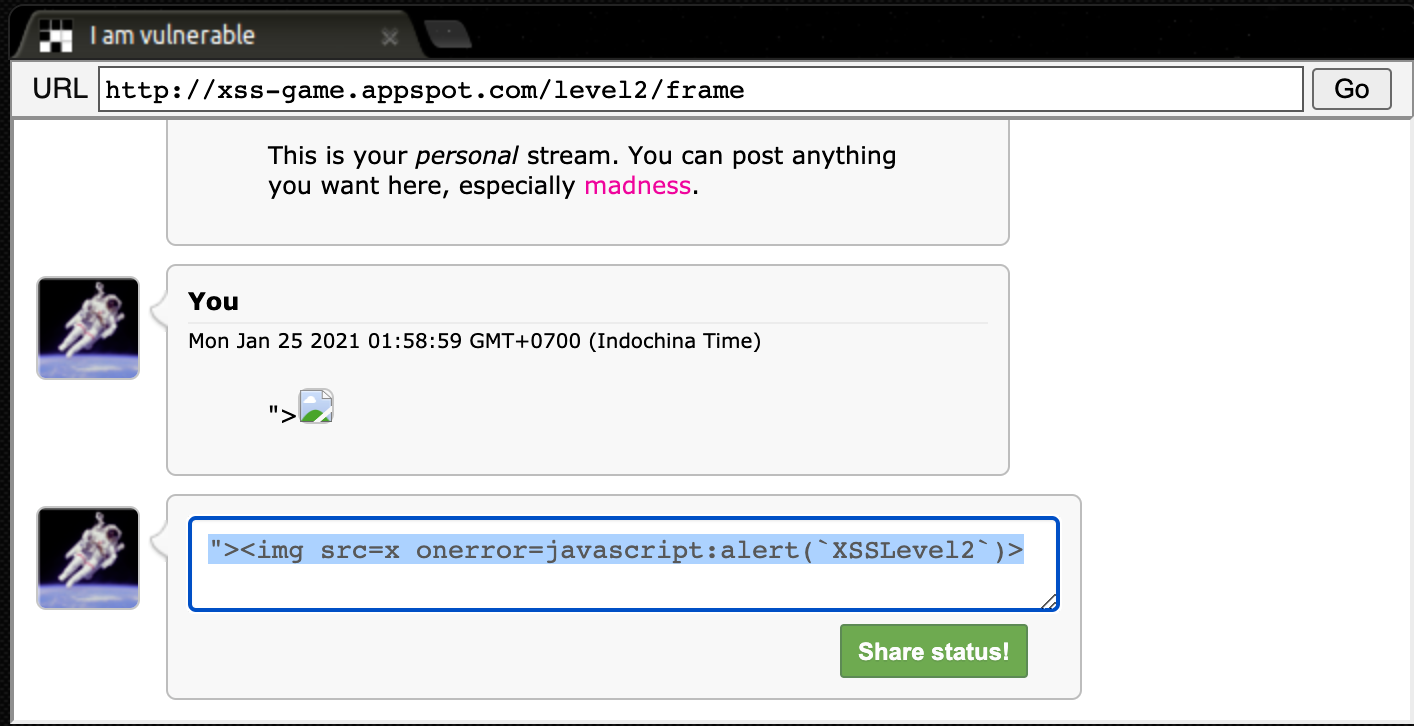 I am vulnerable
URL http://xss-game.appspot.com/level2/frame Go
This is your personal stream. You can post anything
you want here, especially madness.
You
Mon Jan 25 2021 01:58:59 GMT+0700 (Indochina Time)
">
"><img src=x onerror=javascript:alert(`XSSLevel2`)>
Share status!